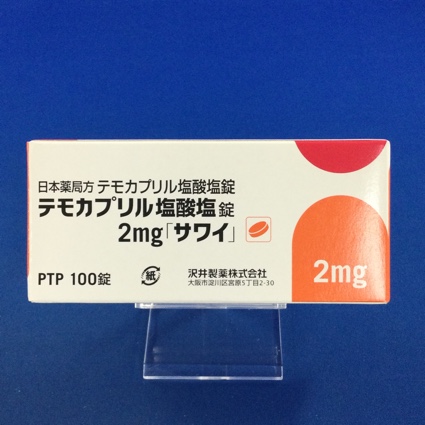 日本薬局方 テモカプリル塩酸塩錠
テモカプリル塩酸塩錠
2mg「サワイ」
PTP 100錠
紙
沢井製薬株式会社
大阪市淀川区宮原5丁目2-30
2mg